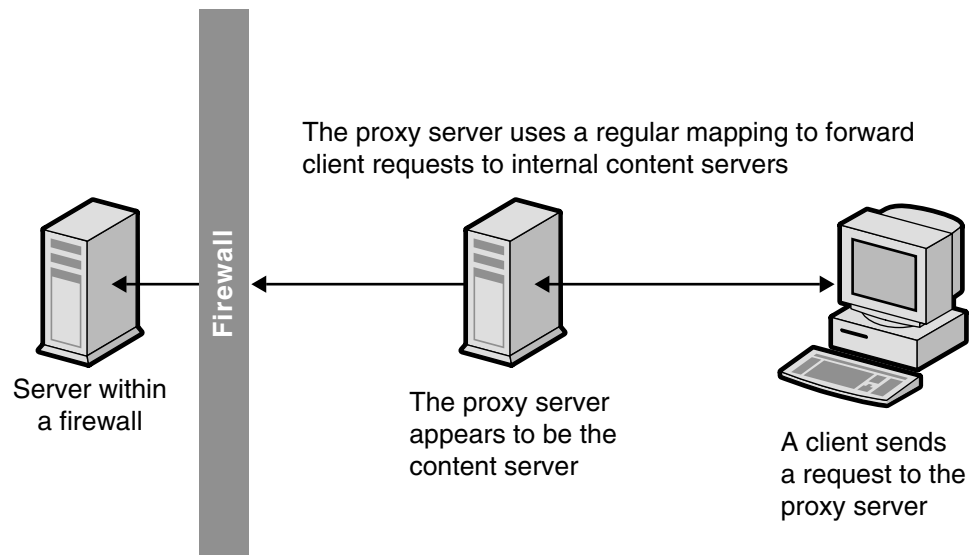 The proxy server uses a regular mapping to forward
client requests to internal content servers
Firewall
Server within
a firewall
The proxy server
appears to be the
content server
A client sends
a request to the
proxy server